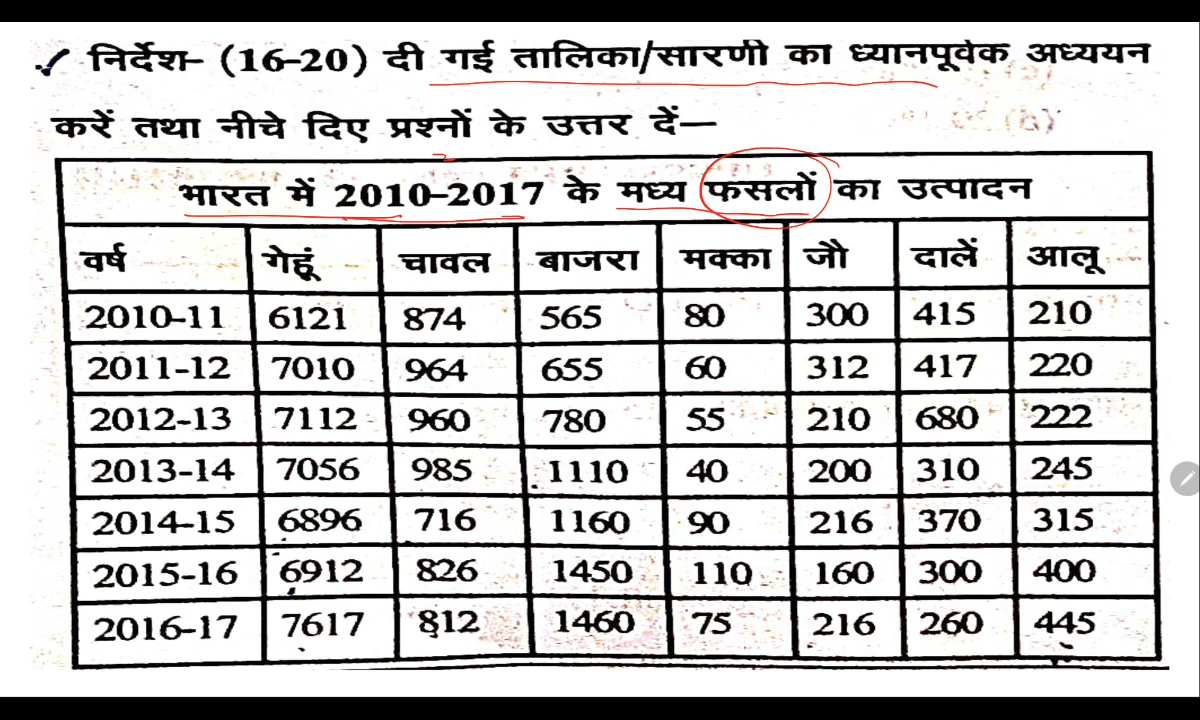 निर्देश- (16-20) दी गई तालिका/सारणी का ध्यानपूर्वक अध्ययन
करें तथा नीचे दिए प्रश्नों के उत्तर दें—
भारत में 2010-2017 के मध्य फसलों का उत्पादन
वर्ष गेहूं चावल बाजरा मक्का जौ दालें आलू
2010-11 6121 874 565 80 300 415 210
2011-12 7010 964 655 60 312 417 220
2012-13 7112 960 780 55 210 680 222
2013-14 7056 985 1110 40 200 310 245
2014-15 6896 716 1160 90 216 370 315
2015-16 6912 826 1450 110 160 300 400
2016-17 7617 812 1460 75 216 260 445